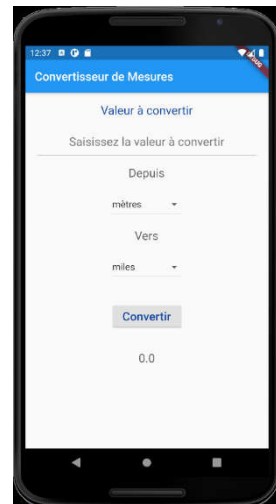 12:37
Convertisseur de Mesures
Valeur à convertir
Saisissez la valeur à convertir
Depuis
mètres
Vers
miles
Convertir
0.0